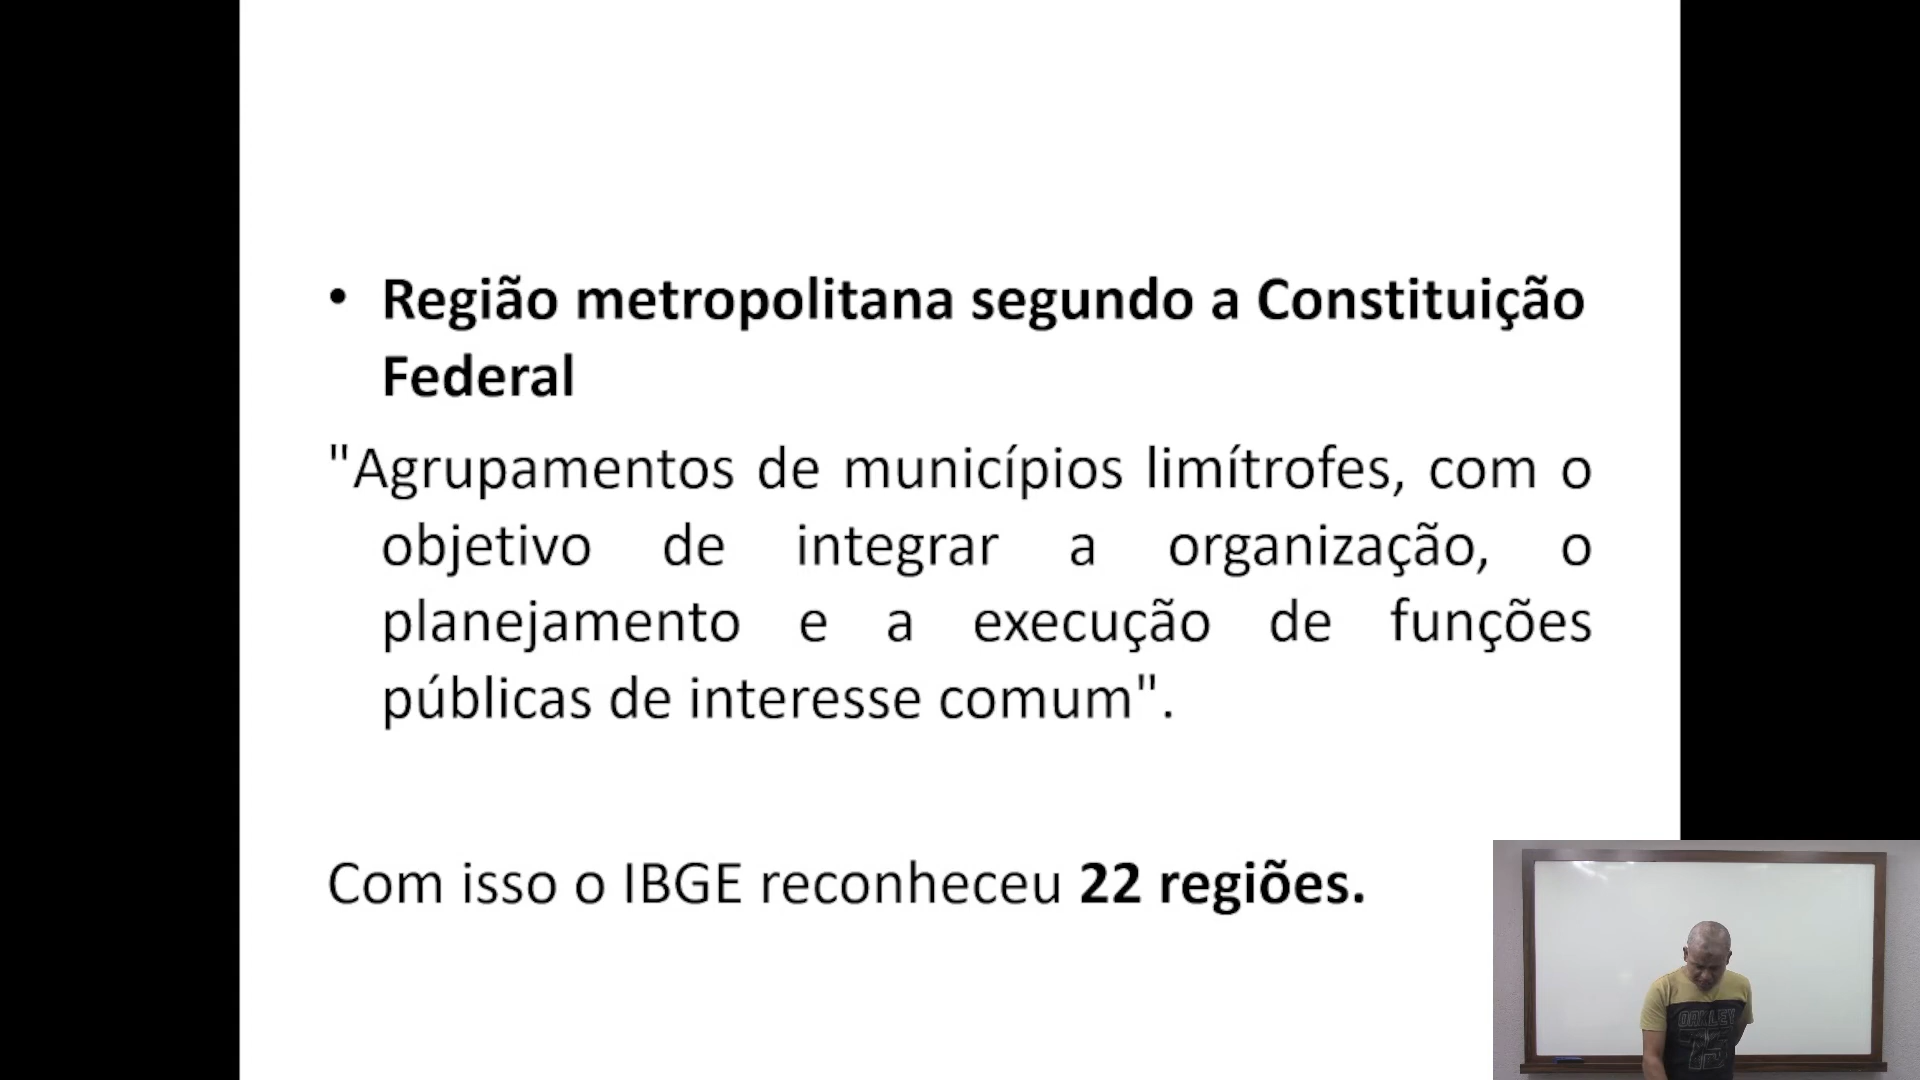 • Região metropolitana segundo a Constituição
Federal
"Agrupamentos de municípios limítrofes, com o
objetivo de integrar a organização, o
planejamento e a execução de funções
públicas de interesse comum".
Com isso o IBGE reconheceu 22 regiões.
OAKLEY